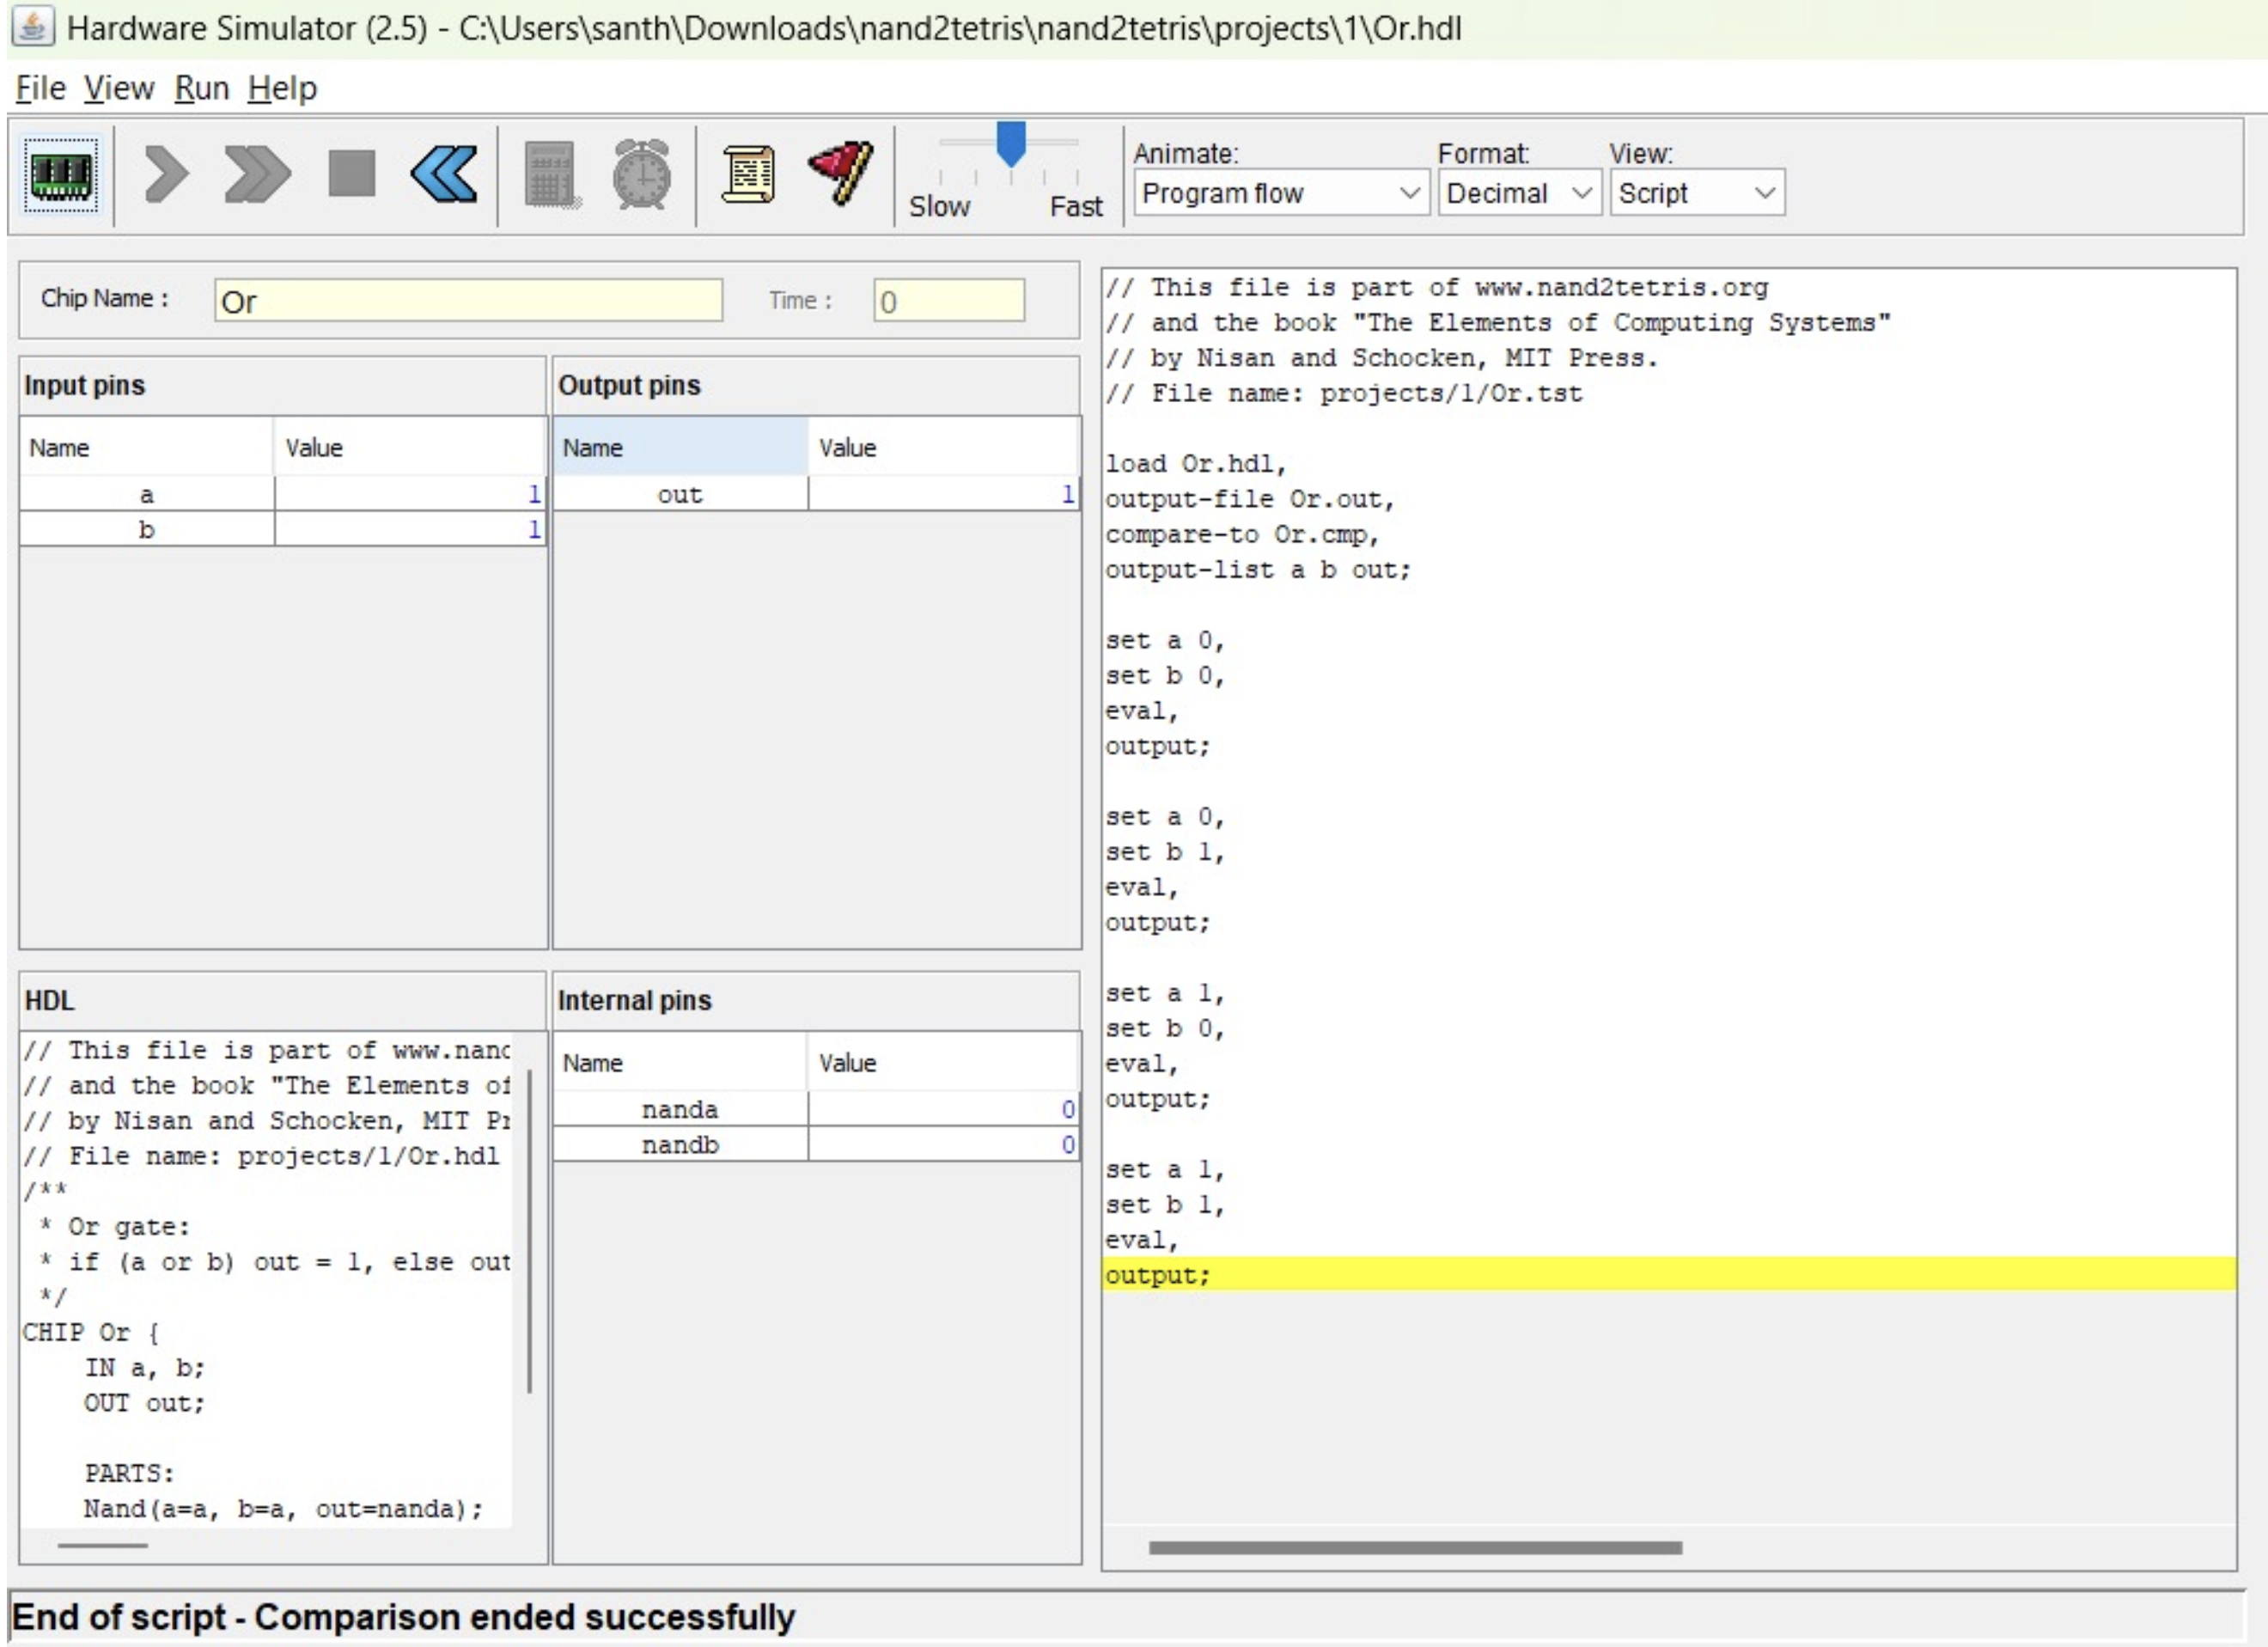 Hardware Simulator (2.5) - C:\Users\santh\Downloads\nand2tetris\nand2tetris\projects\1\Or.hdl
File View Run Help
Slow Fast
Animate: Format: View:
Program flow Decimal Script
Chip Name : Or Time : 0
Input pins
Name Value
a 1
b 1
Output pins
Name Value
out 1
HDL
// This file is part of www.nand
// and the book "The Elements of
// by Nisan and Schocken, MIT Pr
// File name: projects/1/Or.hdl
/**
* Or gate:
* if (a or b) out = 1, else out
*/
CHIP Or {
IN a, b;
OUT out;
PARTS:
Nand(a=a, b=a, out=nanda);
Internal pins
Name Value
nanda 0
nandb 0
// This file is part of www.nand2tetris.org
// and the book "The Elements of Computing Systems"
// by Nisan and Schocken, MIT Press.
// File name: projects/1/Or.tst
load Or.hdl,
output-file Or.out,
compare-to Or.cmp,
output-list a b out;
set a 0,
set b 0,
eval,
output;
set a 0,
set b 1,
eval,
output;
set a 1,
set b 0,
eval,
output;
set a 1,
set b 1,
eval,
output;
End of script - Comparison ended successfully